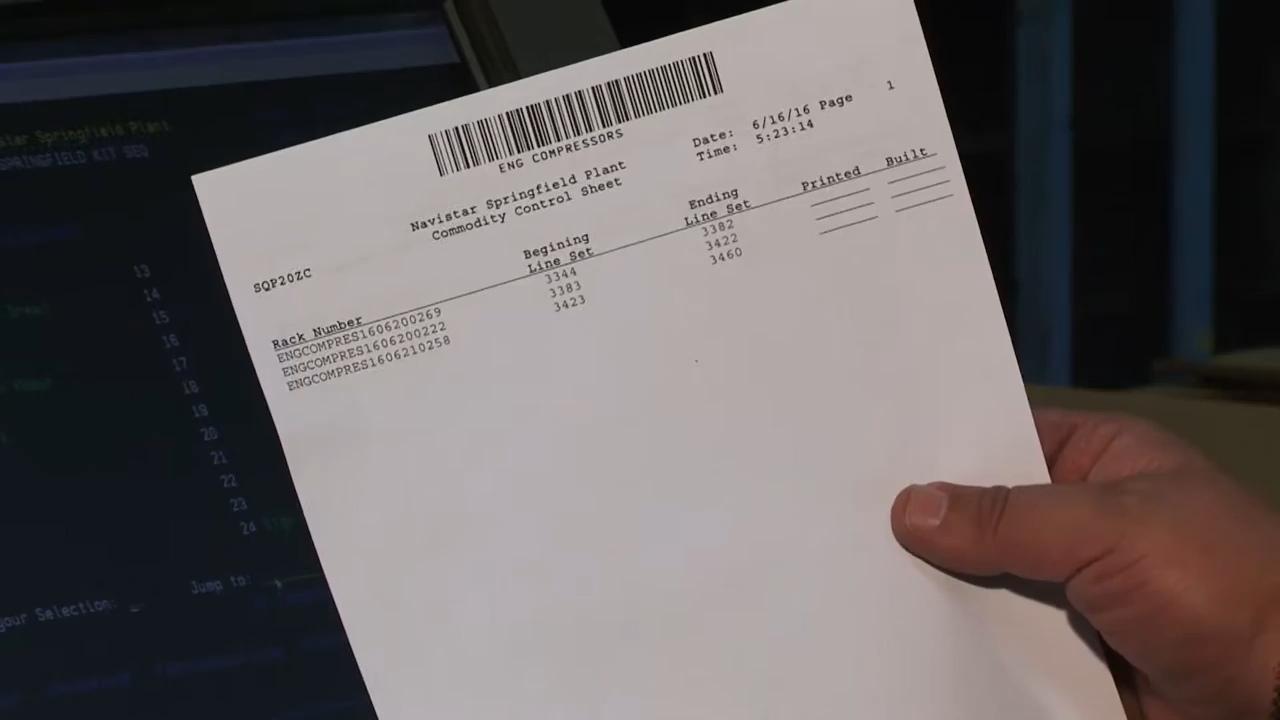 ENG COMPRESSORS
Date: 6/16/16 Page 1
Time: 5:23:14
Navistar Springfield Plant
Commodity Control Sheet
SQP20ZC
Rack Number Begining Line Set Ending Line Set Printed Built
ENGCOMPRES1606200269 3344 3382
ENGCOMPRES1606200222 3383 3422
ENGCOMPRES1606210258 3423 3460
star Springfield Plant
SPRINGFIELD KIT SEQ
13
14
15
16
17
18
19
20
21
22
23
24
Jump to:
your Selection: